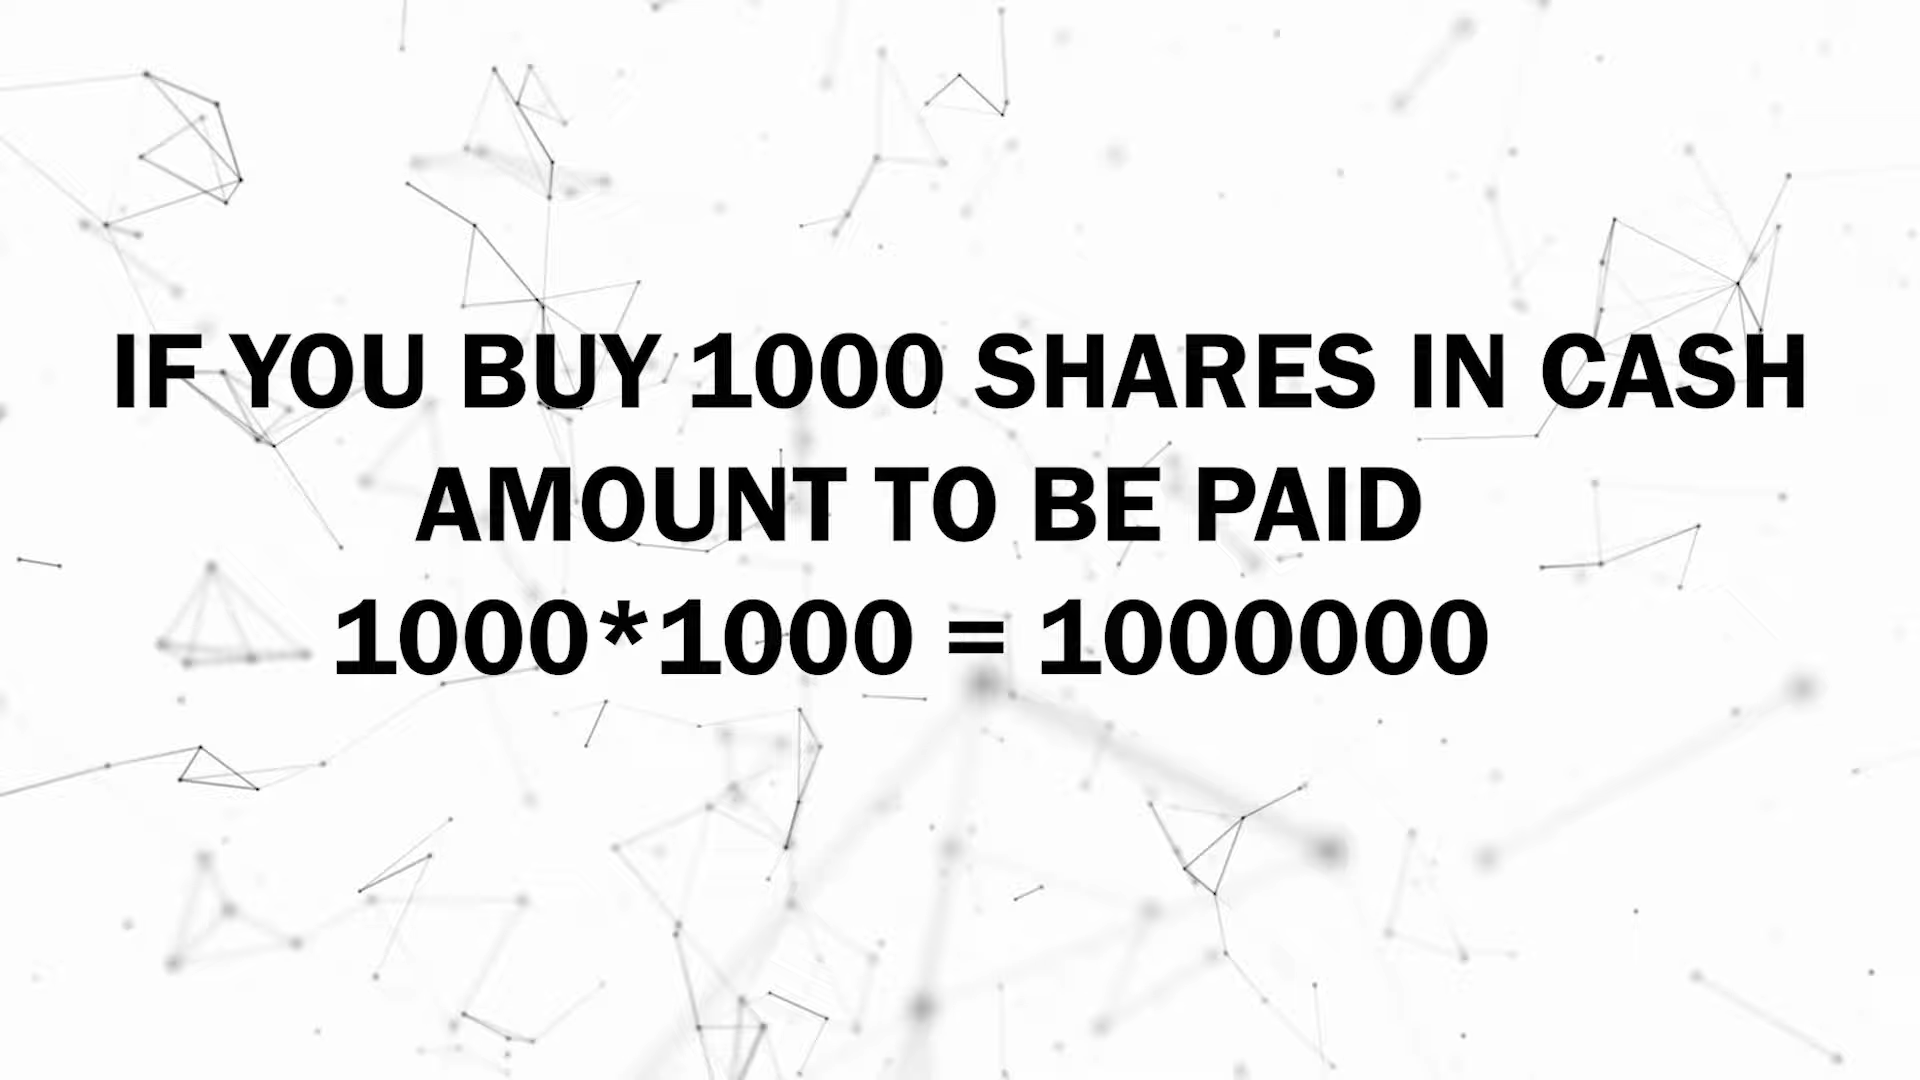 IF YOU BUY 1000 SHARES IN CASH
AMOUNT TO BE PAID
1000*1000 = 1000000